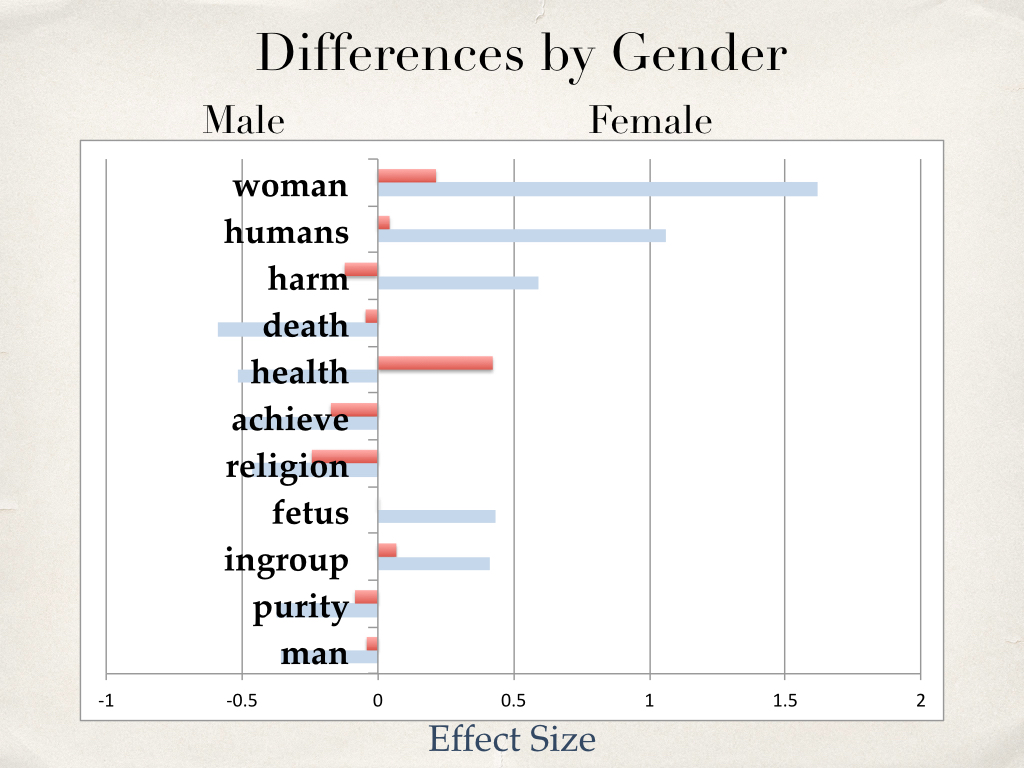 Differences by Gender
Male Female
woman
humans
harm
death
health
achieve
religion
fetus
ingroup
purity
man
-1 -0.5 0 0.5 1 1.5 2
Effect Size